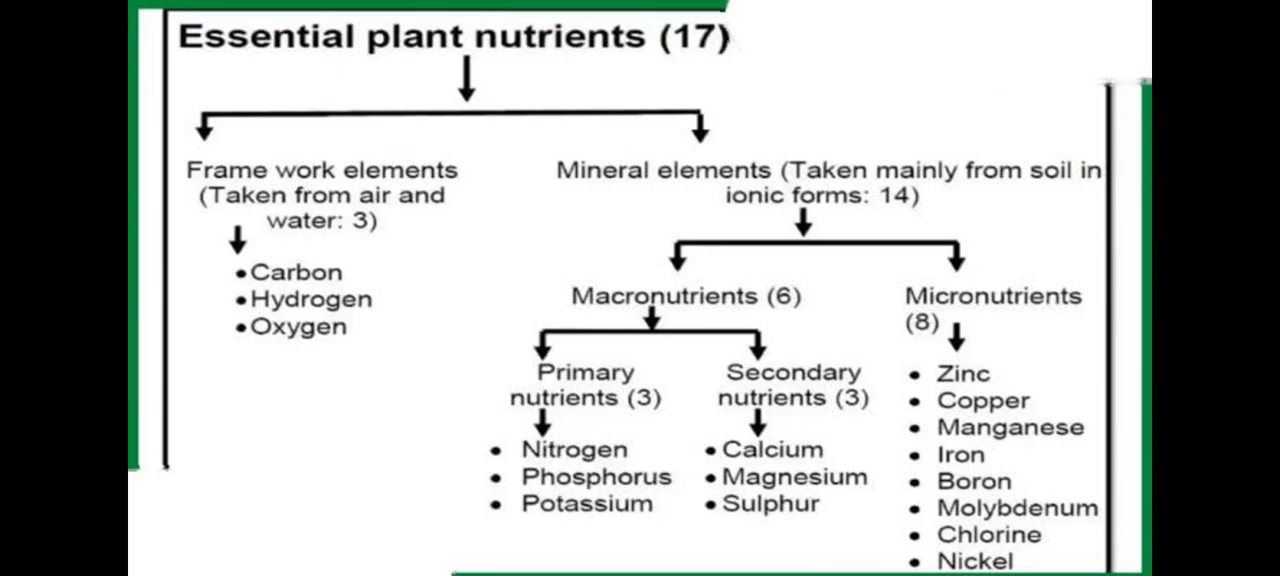 Essential plant nutrients (17)
Frame work elements
(Taken from air and
water: 3)
•Carbon
•Hydrogen
•Oxygen
Mineral elements (Taken mainly from soil in
ionic forms: 14)
Macronutrients (6)
Primary
nutrients (3)
• Nitrogen
• Phosphorus
• Potassium
Secondary
nutrients (3)
•Calcium
•Magnesium
•Sulphur
Micronutrients
(8)
• Zinc
• Copper
• Manganese
• Iron
• Boron
• Molybdenum
• Chlorine
• Nickel